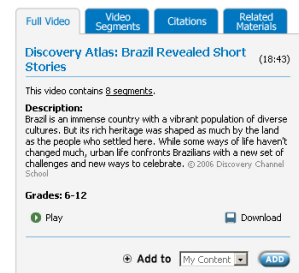 Full Video
Video Segments
Citations
Related Materials
Discovery Atlas: Brazil Revealed Short
Stories
(18:43)
This video contains 8 segments.
Description:
Brazil is an immense country with a vibrant population of diverse
cultures. But its rich heritage was shaped as much by the land
as the people who settled here. While some ways of life haven't
changed much, urban life confronts Brazilians with a new set of
challenges and new ways to celebrate. © 2006 Discovery Channel
School
Grades: 6-12
Play
Download
Add to My Content ADD